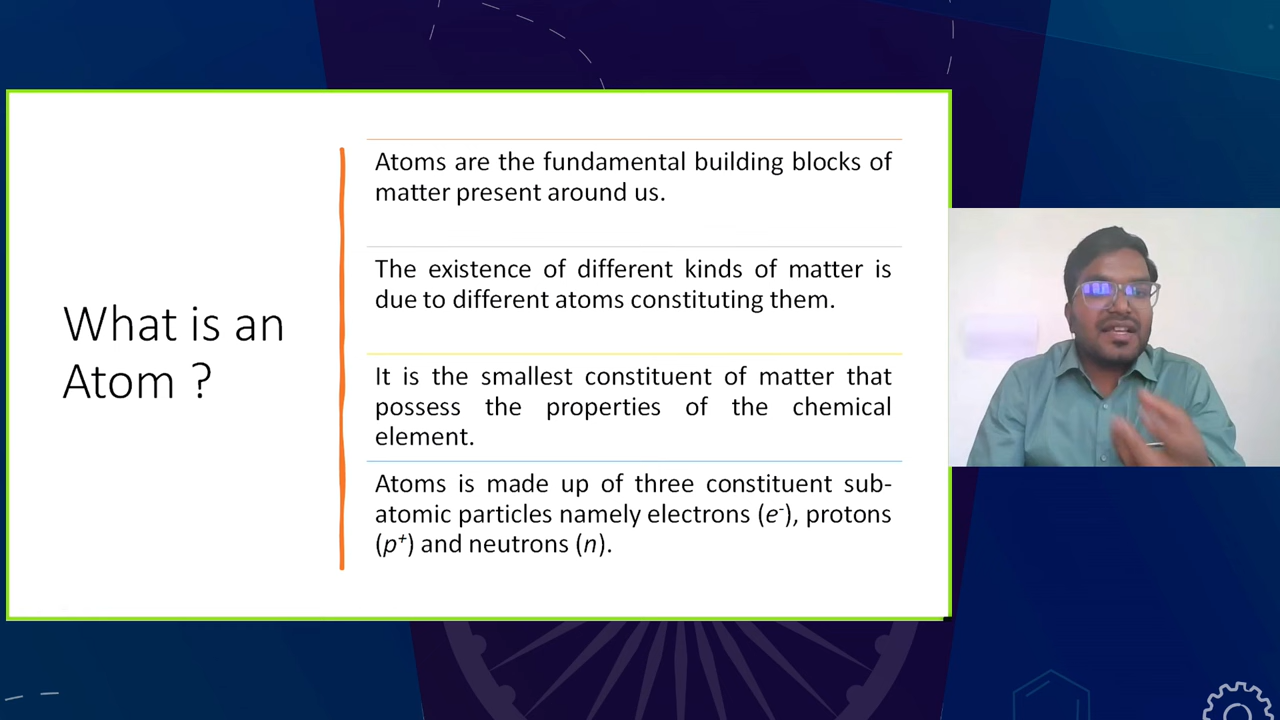 What is an
Atom ?
Atoms are the fundamental building blocks of
matter present around us.
The existence of different kinds of matter is
due to different atoms constituting them.
It is the smallest constituent of matter that
possess the properties of the chemical
element.
Atoms is made up of three constituent sub-
atomic particles namely electrons (e⁻), protons
(p⁺) and neutrons (n).